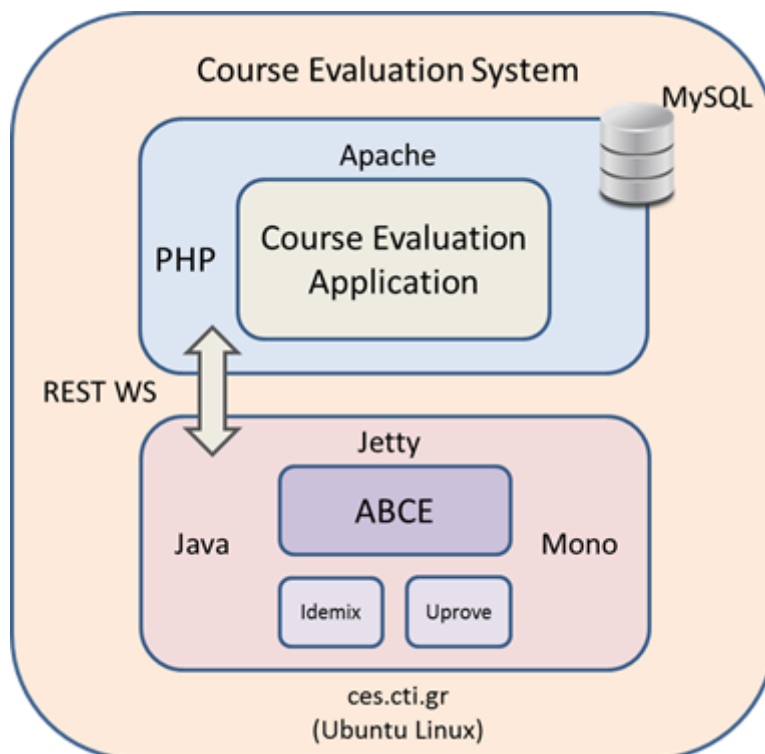 Course Evaluation System
MySQL
Apache
PHP
Course Evaluation
Application
REST WS
Jetty
ABCE
Java
Mono
Idemix
Uprove
ces.cti.gr
(Ubuntu Linux)